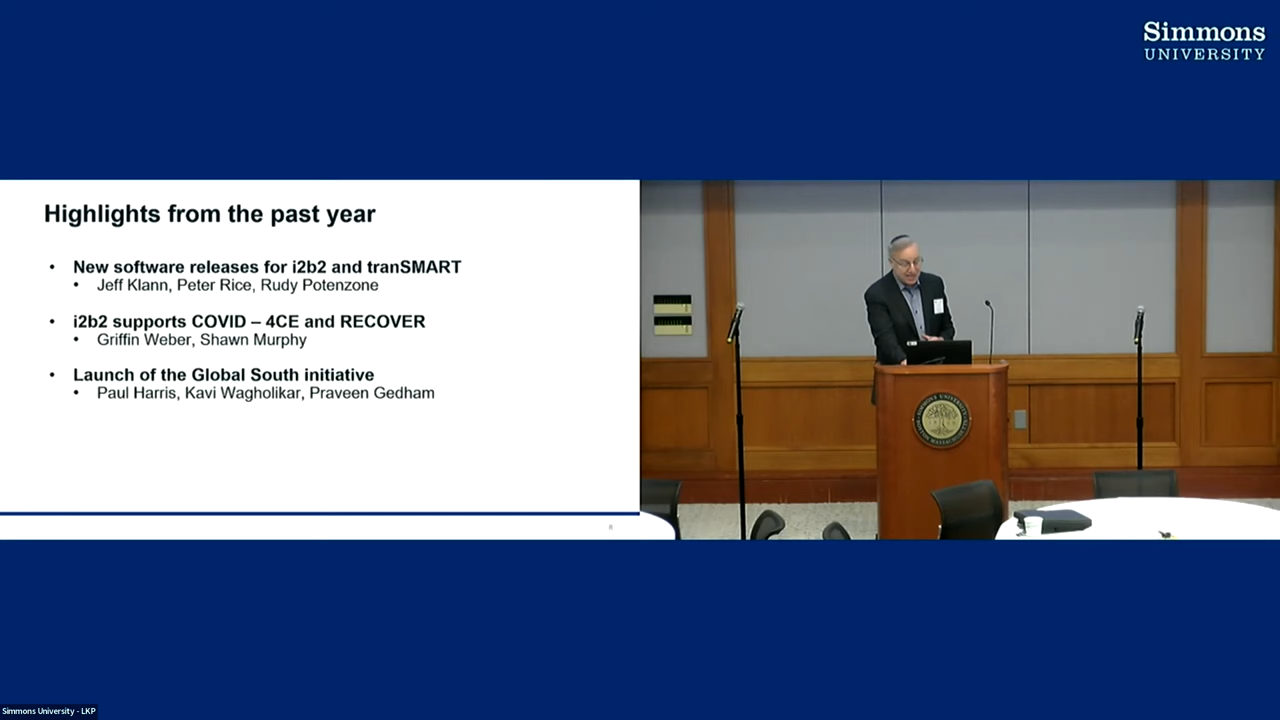 Simmons
UNIVERSITY
Highlights from the past year
• New software releases for i2b2 and tranSMART
• Jeff Klann, Peter Rice, Rudy Potenzone
• i2b2 supports COVID – 4CE and RECOVER
• Griffin Weber, Shawn Murphy
• Launch of the Global South initiative
• Paul Harris, Kavi Wagholikar, Praveen Gedham
Simmons University - LKP